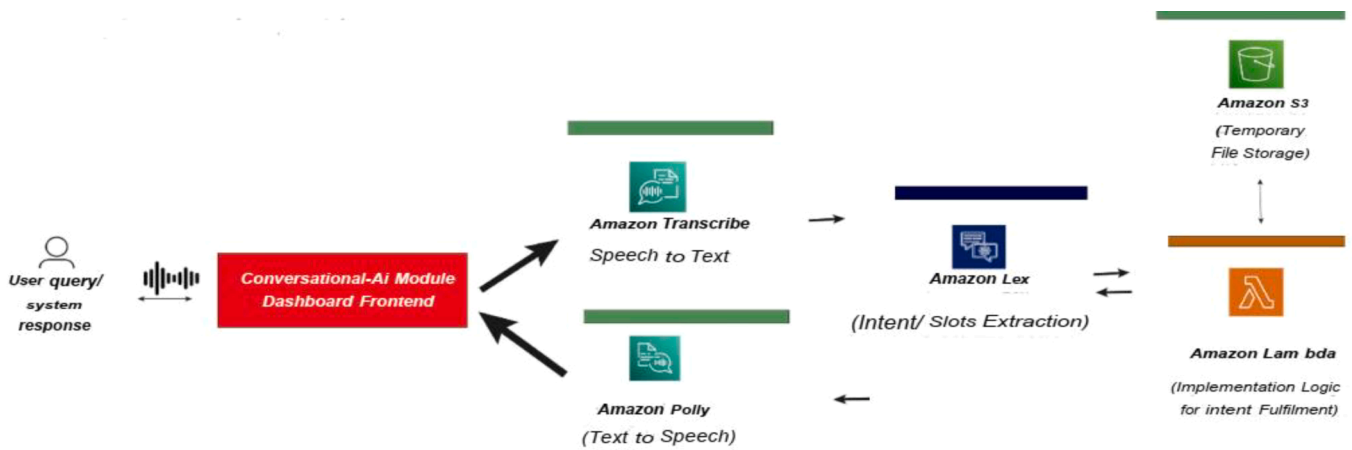 User query/
system
response
Conversational-Ai Module
Dashboard Frontend
Amazon Transcribe
Speech to Text
Amazon Polly
(Text to Speech)
Amazon Lex
(Intent/ Slots Extraction)
Amazon S3
(Temporary
File Storage)
Amazon Lam bda
(Implementation Logic
for intent Fulfilment)